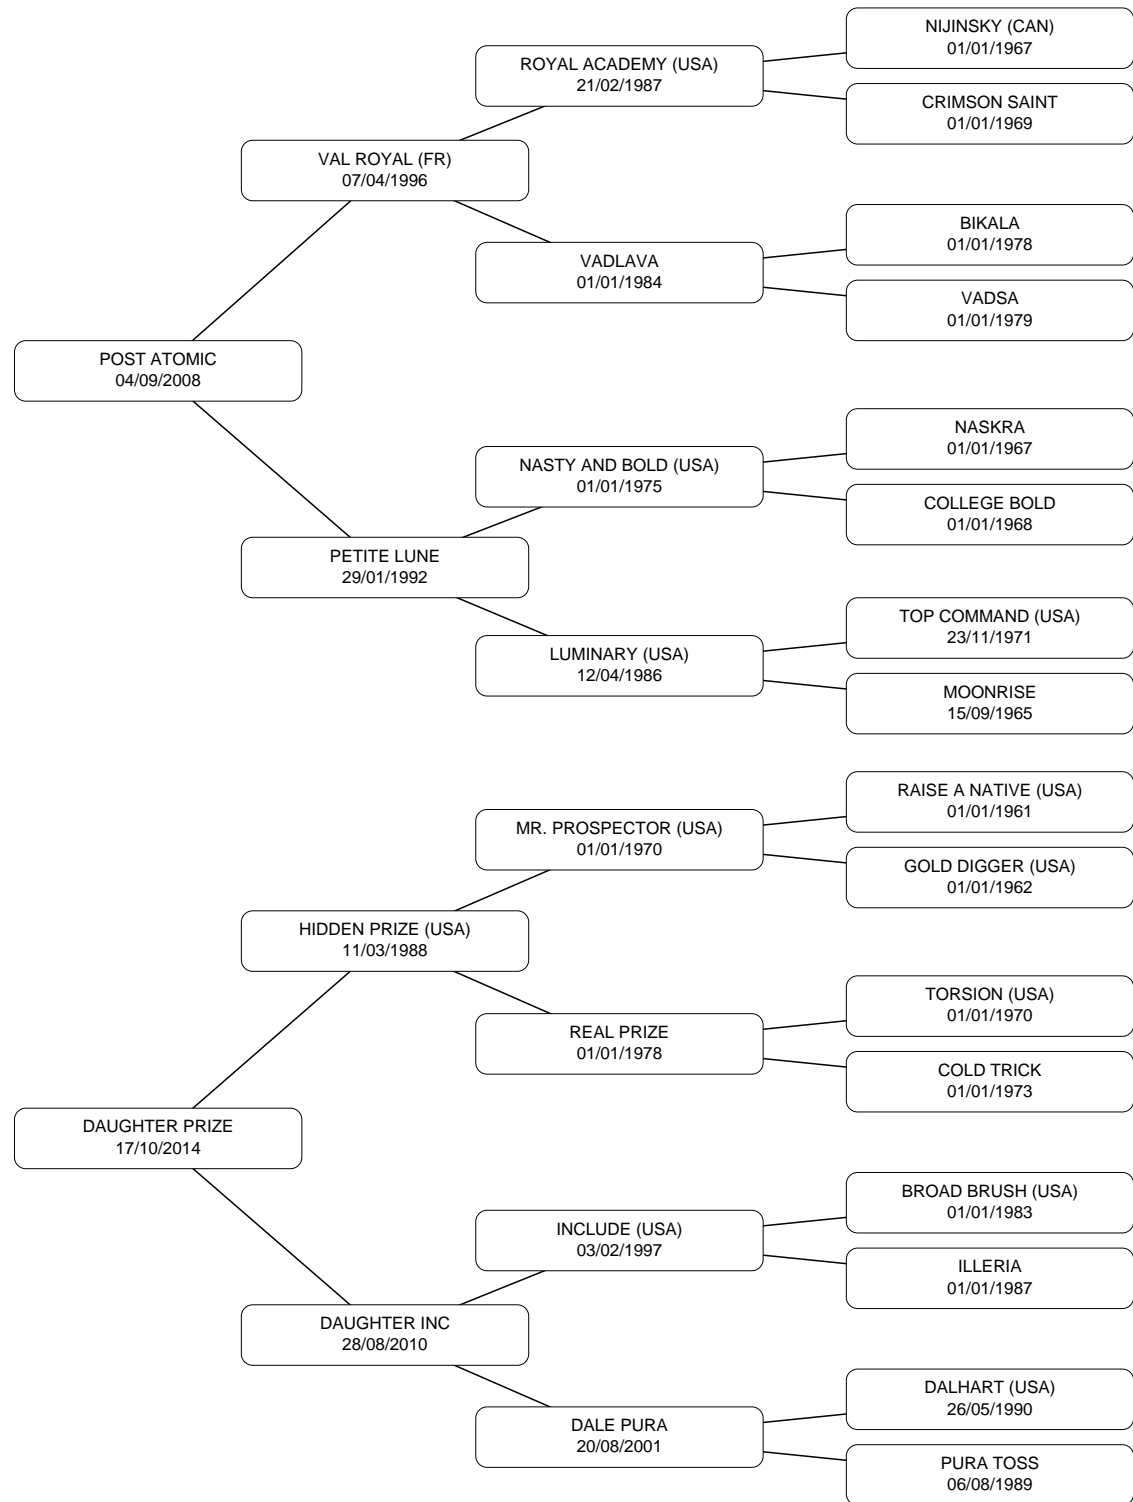 NIJINSKY (CAN)
01/01/1967
ROYAL ACADEMY (USA)
21/02/1987
CRIMSON SAINT
01/01/1969
VAL ROYAL (FR)
07/04/1996
BIKALA
01/01/1978
VADLAVA
01/01/1984
VADSA
01/01/1979
POST ATOMIC
04/09/2008
NASKRA
01/01/1967
NASTY AND BOLD (USA)
01/01/1975
COLLEGE BOLD
01/01/1968
PETITE LUNE
29/01/1992
TOP COMMAND (USA)
23/11/1971
LUMINARY (USA)
12/04/1986
MOONRISE
15/09/1965
RAISE A NATIVE (USA)
01/01/1961
MR. PROSPECTOR (USA)
01/01/1970
GOLD DIGGER (USA)
01/01/1962
HIDDEN PRIZE (USA)
11/03/1988
TORSION (USA)
01/01/1970
REAL PRIZE
01/01/1978
COLD TRICK
01/01/1973
DAUGHTER PRIZE
17/10/2014
BROAD BRUSH (USA)
01/01/1983
INCLUDE (USA)
03/02/1997
ILLERIA
01/01/1987
DAUGHTER INC
28/08/2010
DALHART (USA)
26/05/1990
DALE PURA
20/08/2001
PURA TOSS
06/08/1989